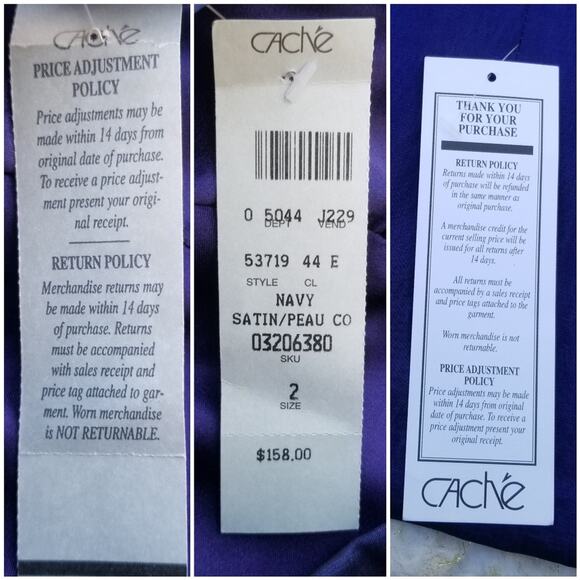 CACHÉ
PRICE ADJUSTMENT
POLICY
Price adjustments may be
made within 14 days from
original date of purchase.
To receive a price adjust-
ment present your origi-
nal receipt.
RETURN POLICY
Merchandise returns may
be made within 14 days
of purchase. Returns
must be accompanied
with sales receipt and
price tag attached to gar-
ment. Worn merchandise
is NOT RETURNABLE.
CACHÉ
0 5044 J229
DEPT VEND
53719 44 E
STYLE CL
NAVY
SATIN/PEAU CO
03206380
SKU
2
SIZE
$158.00
THANK YOU
FOR YOUR
PURCHASE
RETURN POLICY
Returns made within 14 days
of purchase will be refunded
in the same manner as
original purchase.
A merchandise credit for the
current selling price will be
issued for all returns after
14 days.
All returns must be
accompanied by a sales receipt
and price tags attached to the
garment.
Worn merchandise is not
returnable.
PRICE ADJUSTMENT
POLICY
Price adjustments may be made
within 14 days from original
date of purchase. To receive a
price adjustment present your
original receipt.
CACHÉ